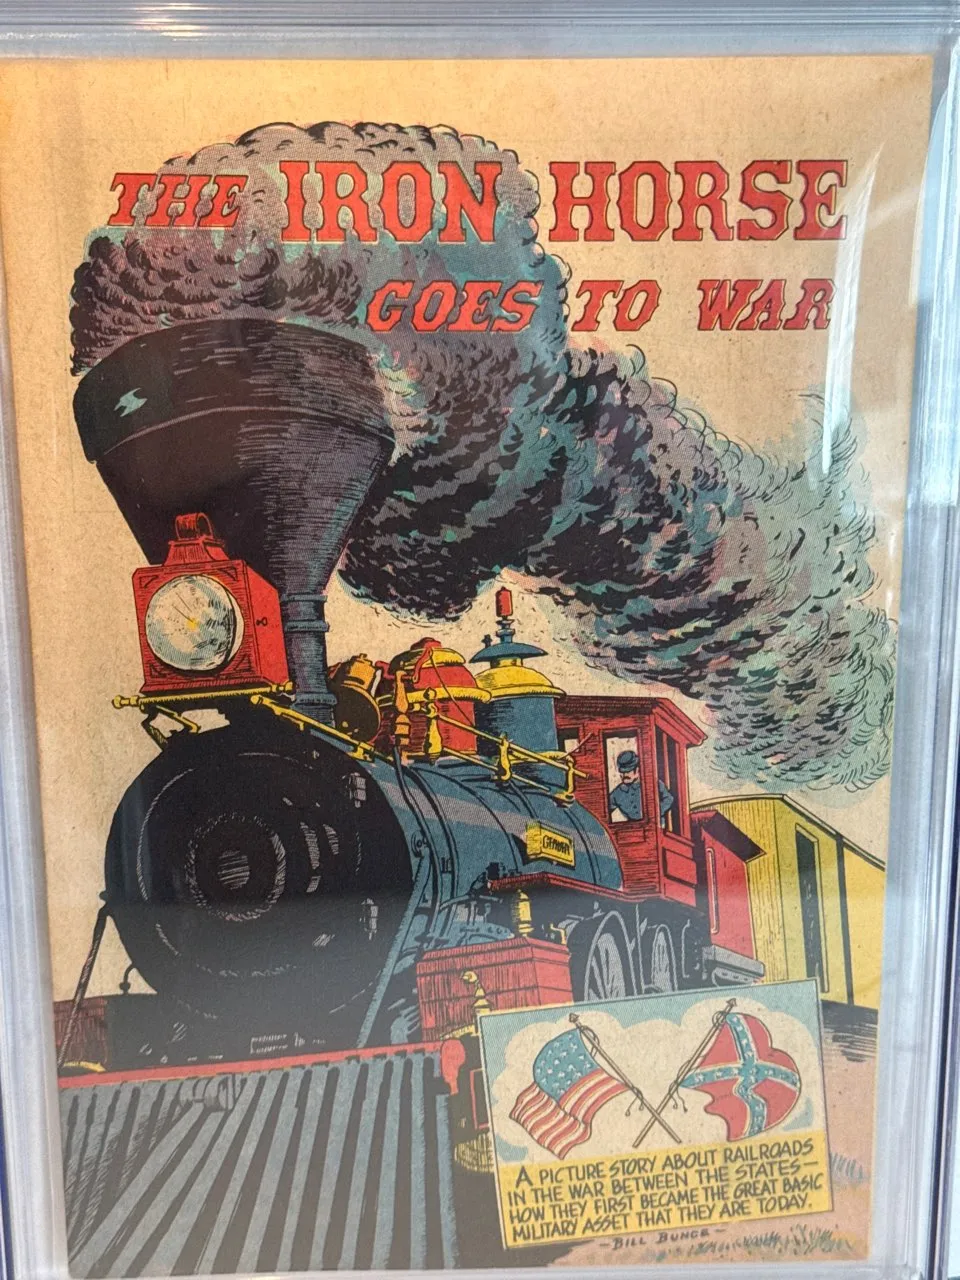 THE IRON HORSE
GOES TO WAR
A PICTURE STORY ABOUT RAILROADS
IN THE WAR BETWEEN THE STATES—
HOW THEY FIRST BECAME THE GREAT BASIC
MILITARY ASSET THAT THEY ARE TODAY.
—BILL BUNCE—